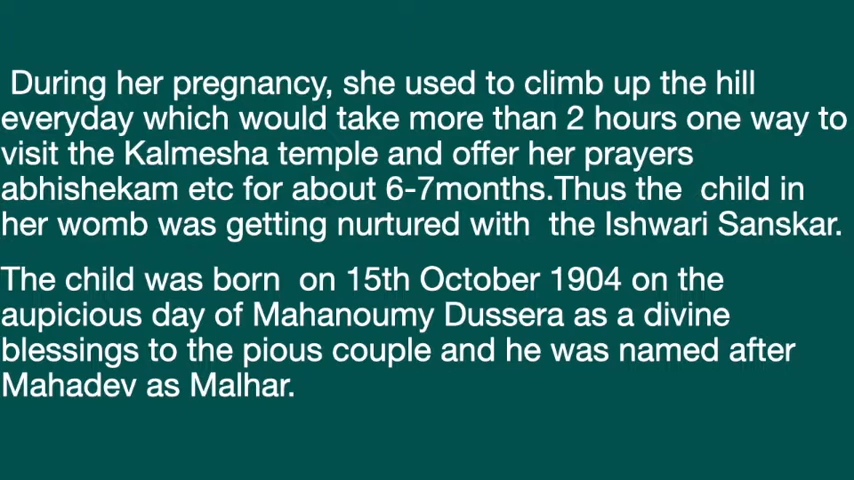 During her pregnancy, she used to climb up the hill
everyday which would take more than 2 hours one way to
visit the Kalmesha temple and offer her prayers
abhishekam etc for about 6-7months.Thus the  child in
her womb was getting nurtured with  the Ishwari Sanskar.
The child was born  on 15th October 1904 on the
aupicious day of Mahanoumy Dussera as a divine
blessings to the pious couple and he was named after
Mahadev as Malhar.